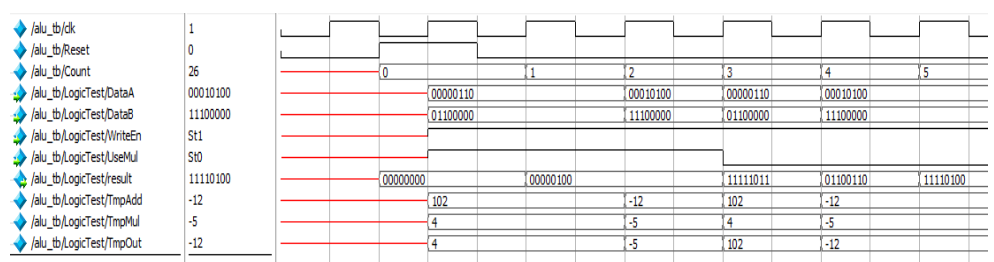 /alu_tb/clk 1
/alu_tb/Reset 0
/alu_tb/Count 26 0 1 2 3 4 5
/alu_tb/LogicTest/DataA 00010100 00000110 00010100 00000110 00010100
/alu_tb/LogicTest/DataB 11100000 01100000 11100000 01100000 11100000
/alu_tb/LogicTest/WriteEn St1
/alu_tb/LogicTest/UseMul St0
/alu_tb/LogicTest/result 11110100 00000000 00000100 11111011 01100110 11110100
/alu_tb/LogicTest/TmpAdd -12 102 -12 102 -12
/alu_tb/LogicTest/TmpMul -5 4 -5 4 -5
/alu_tb/LogicTest/TmpOut -12 4 -5 102 -12